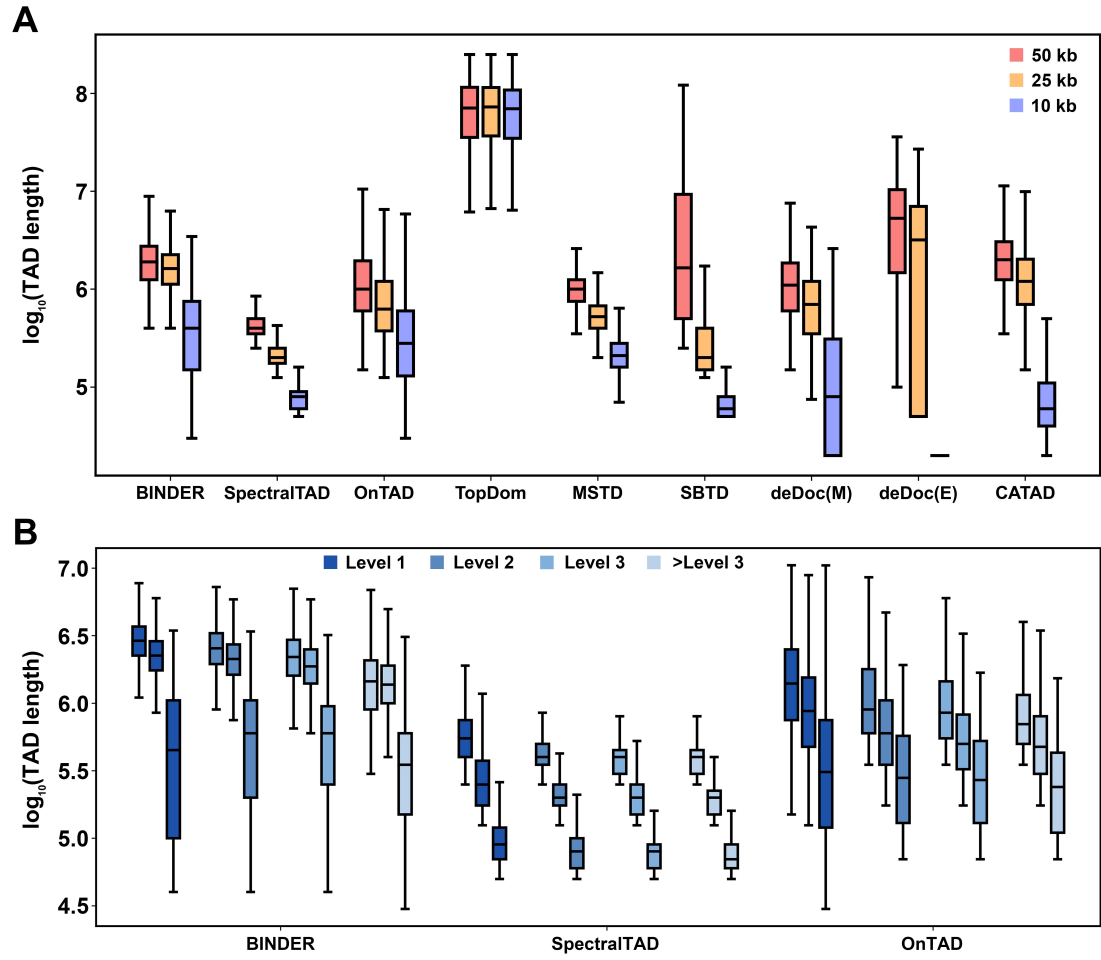 A
50 kb
25 kb
10 kb
log₁₀(TAD length)
8
7
6
5
BINDER SpectralTAD OnTAD TopDom MSTD SBTD deDoc(M) deDoc(E) CATAD
B
Level 1 Level 2 Level 3 >Level 3
log₁₀(TAD length)
7.0
6.5
6.0
5.5
5.0
4.5
BINDER SpectralTAD OnTAD